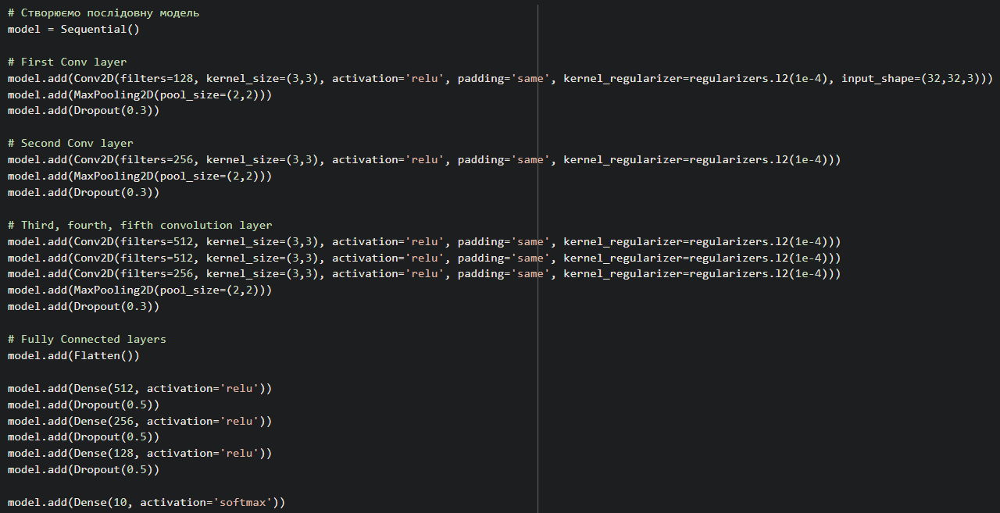 # Створюємо послідовну модель
model = Sequential()
# First Conv layer
model.add(Conv2D(filters=128, kernel_size=(3,3), activation='relu', padding='same', kernel_regularizer=regularizers.l2(1e-4), input_shape=(32,32,3)))
model.add(MaxPooling2D(pool_size=(2,2)))
model.add(Dropout(0.3))
# Second Conv layer
model.add(Conv2D(filters=256, kernel_size=(3,3), activation='relu', padding='same', kernel_regularizer=regularizers.l2(1e-4)))
model.add(MaxPooling2D(pool_size=(2,2)))
model.add(Dropout(0.3))
# Third, fourth, fifth convolution layer
model.add(Conv2D(filters=512, kernel_size=(3,3), activation='relu', padding='same', kernel_regularizer=regularizers.l2(1e-4)))
model.add(Conv2D(filters=512, kernel_size=(3,3), activation='relu', padding='same', kernel_regularizer=regularizers.l2(1e-4)))
model.add(Conv2D(filters=256, kernel_size=(3,3), activation='relu', padding='same', kernel_regularizer=regularizers.l2(1e-4)))
model.add(MaxPooling2D(pool_size=(2,2)))
model.add(Dropout(0.3))
# Fully Connected layers
model.add(Flatten())
model.add(Dense(512, activation='relu'))
model.add(Dropout(0.5))
model.add(Dense(256, activation='relu'))
model.add(Dropout(0.5))
model.add(Dense(128, activation='relu'))
model.add(Dropout(0.5))
model.add(Dense(10, activation='softmax'))